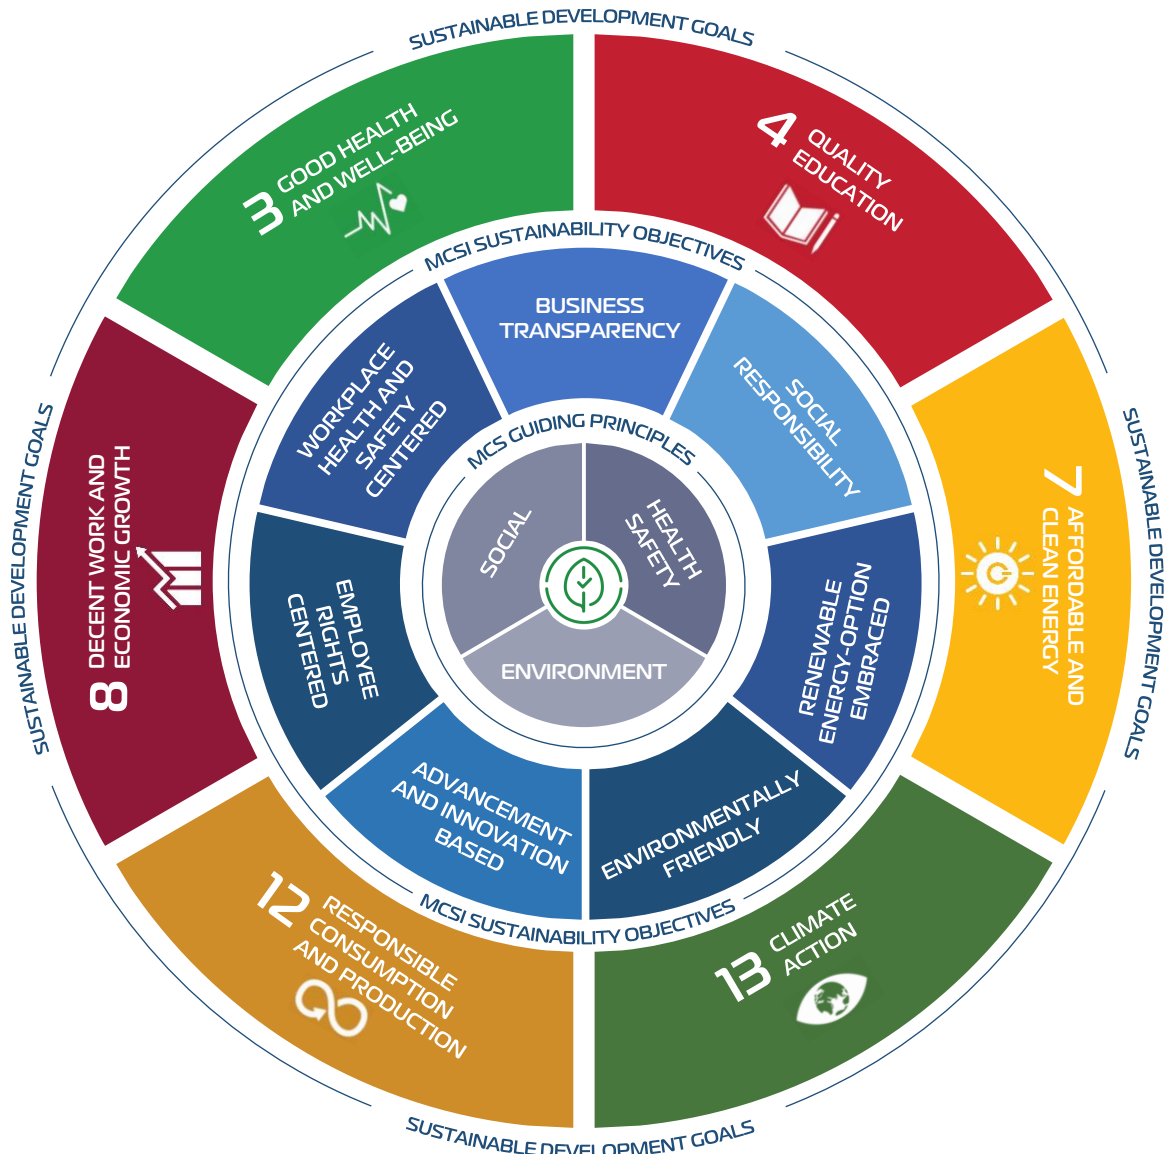 SUSTAINABLE DEVELOPMENT GOALS
3
GOOD HEALTH
AND WELL-BEING
4
QUALITY
EDUCATION
7
AFFORDABLE AND
CLEAN ENERGY
SUSTAINABLE DEVELOPMENT GOALS
13
CLIMATE
ACTION
SUSTAINABLE DEVELOPMENT GOALS
12
RESPONSIBLE
CONSUMPTION
AND PRODUCTION
8
DECENT WORK AND
ECONOMIC GROWTH
SUSTAINABLE DEVELOPMENT GOALS
MCSI SUSTAINABILITY OBJECTIVES
BUSINESS
TRANSPARENCY
SOCIAL
RESPONSIBILITY
RENEWABLE
ENERGY-OPTION
EMBRACED
ENVIRONMENTALLY
FRIENDLY
ADVANCEMENT
AND INNOVATION
BASED
EMPLOYEE
RIGHTS
CENTERED
WORKPLACE
HEALTH AND
SAFETY
CENTERED
MCSI SUSTAINABILITY OBJECTIVES
MCS GUIDING PRINCIPLES
SOCIAL
HEALTH
SAFETY
ENVIRONMENT